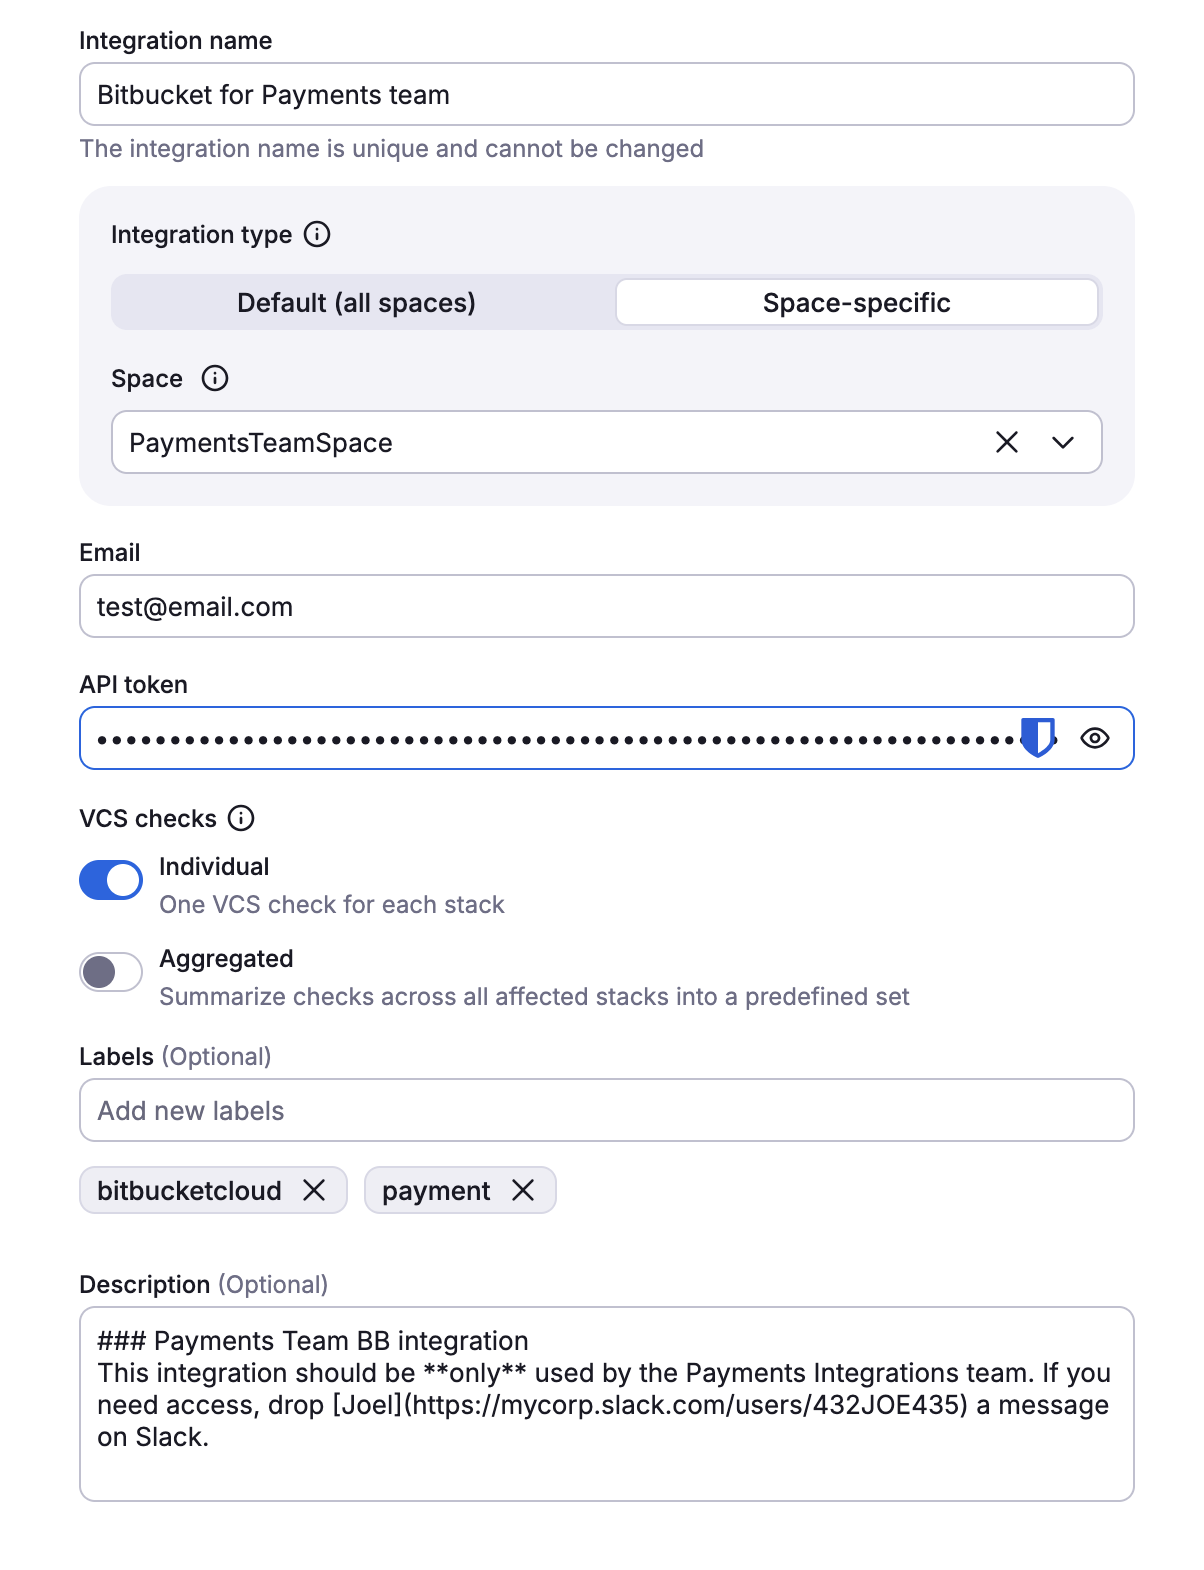 Integration name
Bitbucket for Payments team
The integration name is unique and cannot be changed
Integration type
Default (all spaces) Space-specific
Space
PaymentsTeamSpace
Email
test@email.com
API token
VCS checks
Individual
One VCS check for each stack
Aggregated
Summarize checks across all affected stacks into a predefined set
Labels (Optional)
Add new labels
bitbucketcloud payment
Description (Optional)
### Payments Team BB integration
This integration should be **only** used by the Payments Integrations team. If you
need access, drop [Joel](https://mycorp.slack.com/users/432JOE435) a message
on Slack.